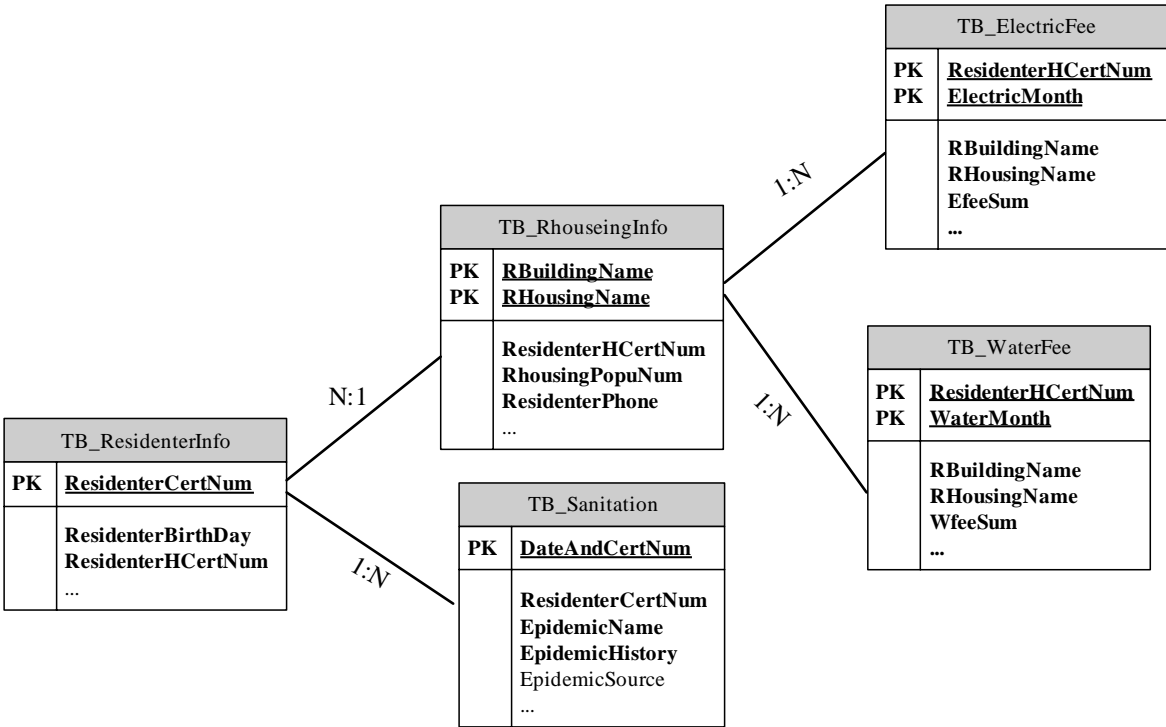 TB_ElectricFee
PK ResidenterHCertNum
PK ElectricMonth
RBuildingName
RHousingName
EfeeSum
...
1:N
TB_RhouseingInfo
PK RBuildingName
PK RHousingName
ResidenterHCertNum
RhousingPopuNum
ResidenterPhone
...
TB_WaterFee
PK ResidenterHCertNum
PK WaterMonth
RBuildingName
RHousingName
WfeeSum
...
1:N
N:1
TB_ResidenterInfo
PK ResidenterCertNum
ResidenterBirthDay
ResidenterHCertNum
...
1:N
TB_Sanitation
PK DateAndCertNum
ResidenterCertNum
EpidemicName
EpidemicHistory
EpidemicSource
...